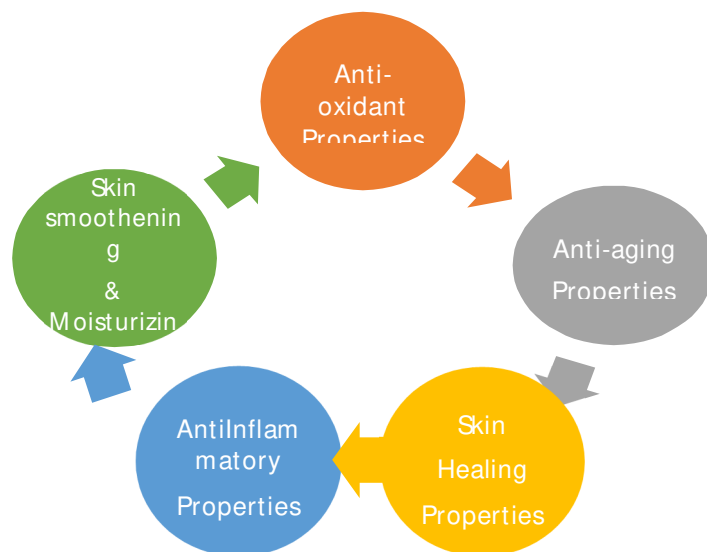 Anti-
oxidant
Properties
Anti-aging
Properties
Skin
Healing
Properties
AntiInflam
matory
Properties
Skin
smoothenin
g
&
Moisturizin